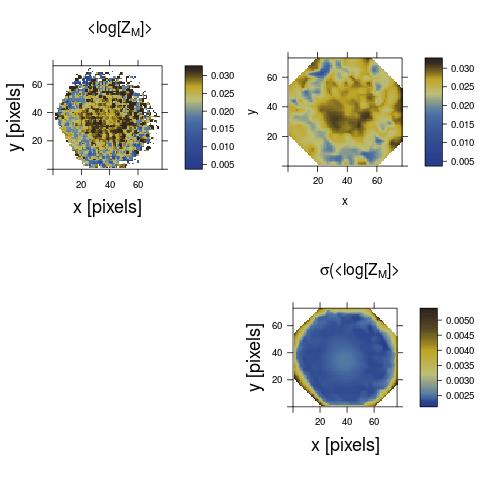 <log[Z_M]>
60
40
20
20 40 60
y [pixels]
x [pixels]
0.030
0.025
0.020
0.015
0.010
0.005
60
40
20
20 40 60
y
x
0.030
0.025
0.020
0.015
0.010
0.005
σ(<log[Z_M]>
60
40
20
20 40 60
y [pixels]
x [pixels]
0.0050
0.0045
0.0040
0.0035
0.0030
0.0025